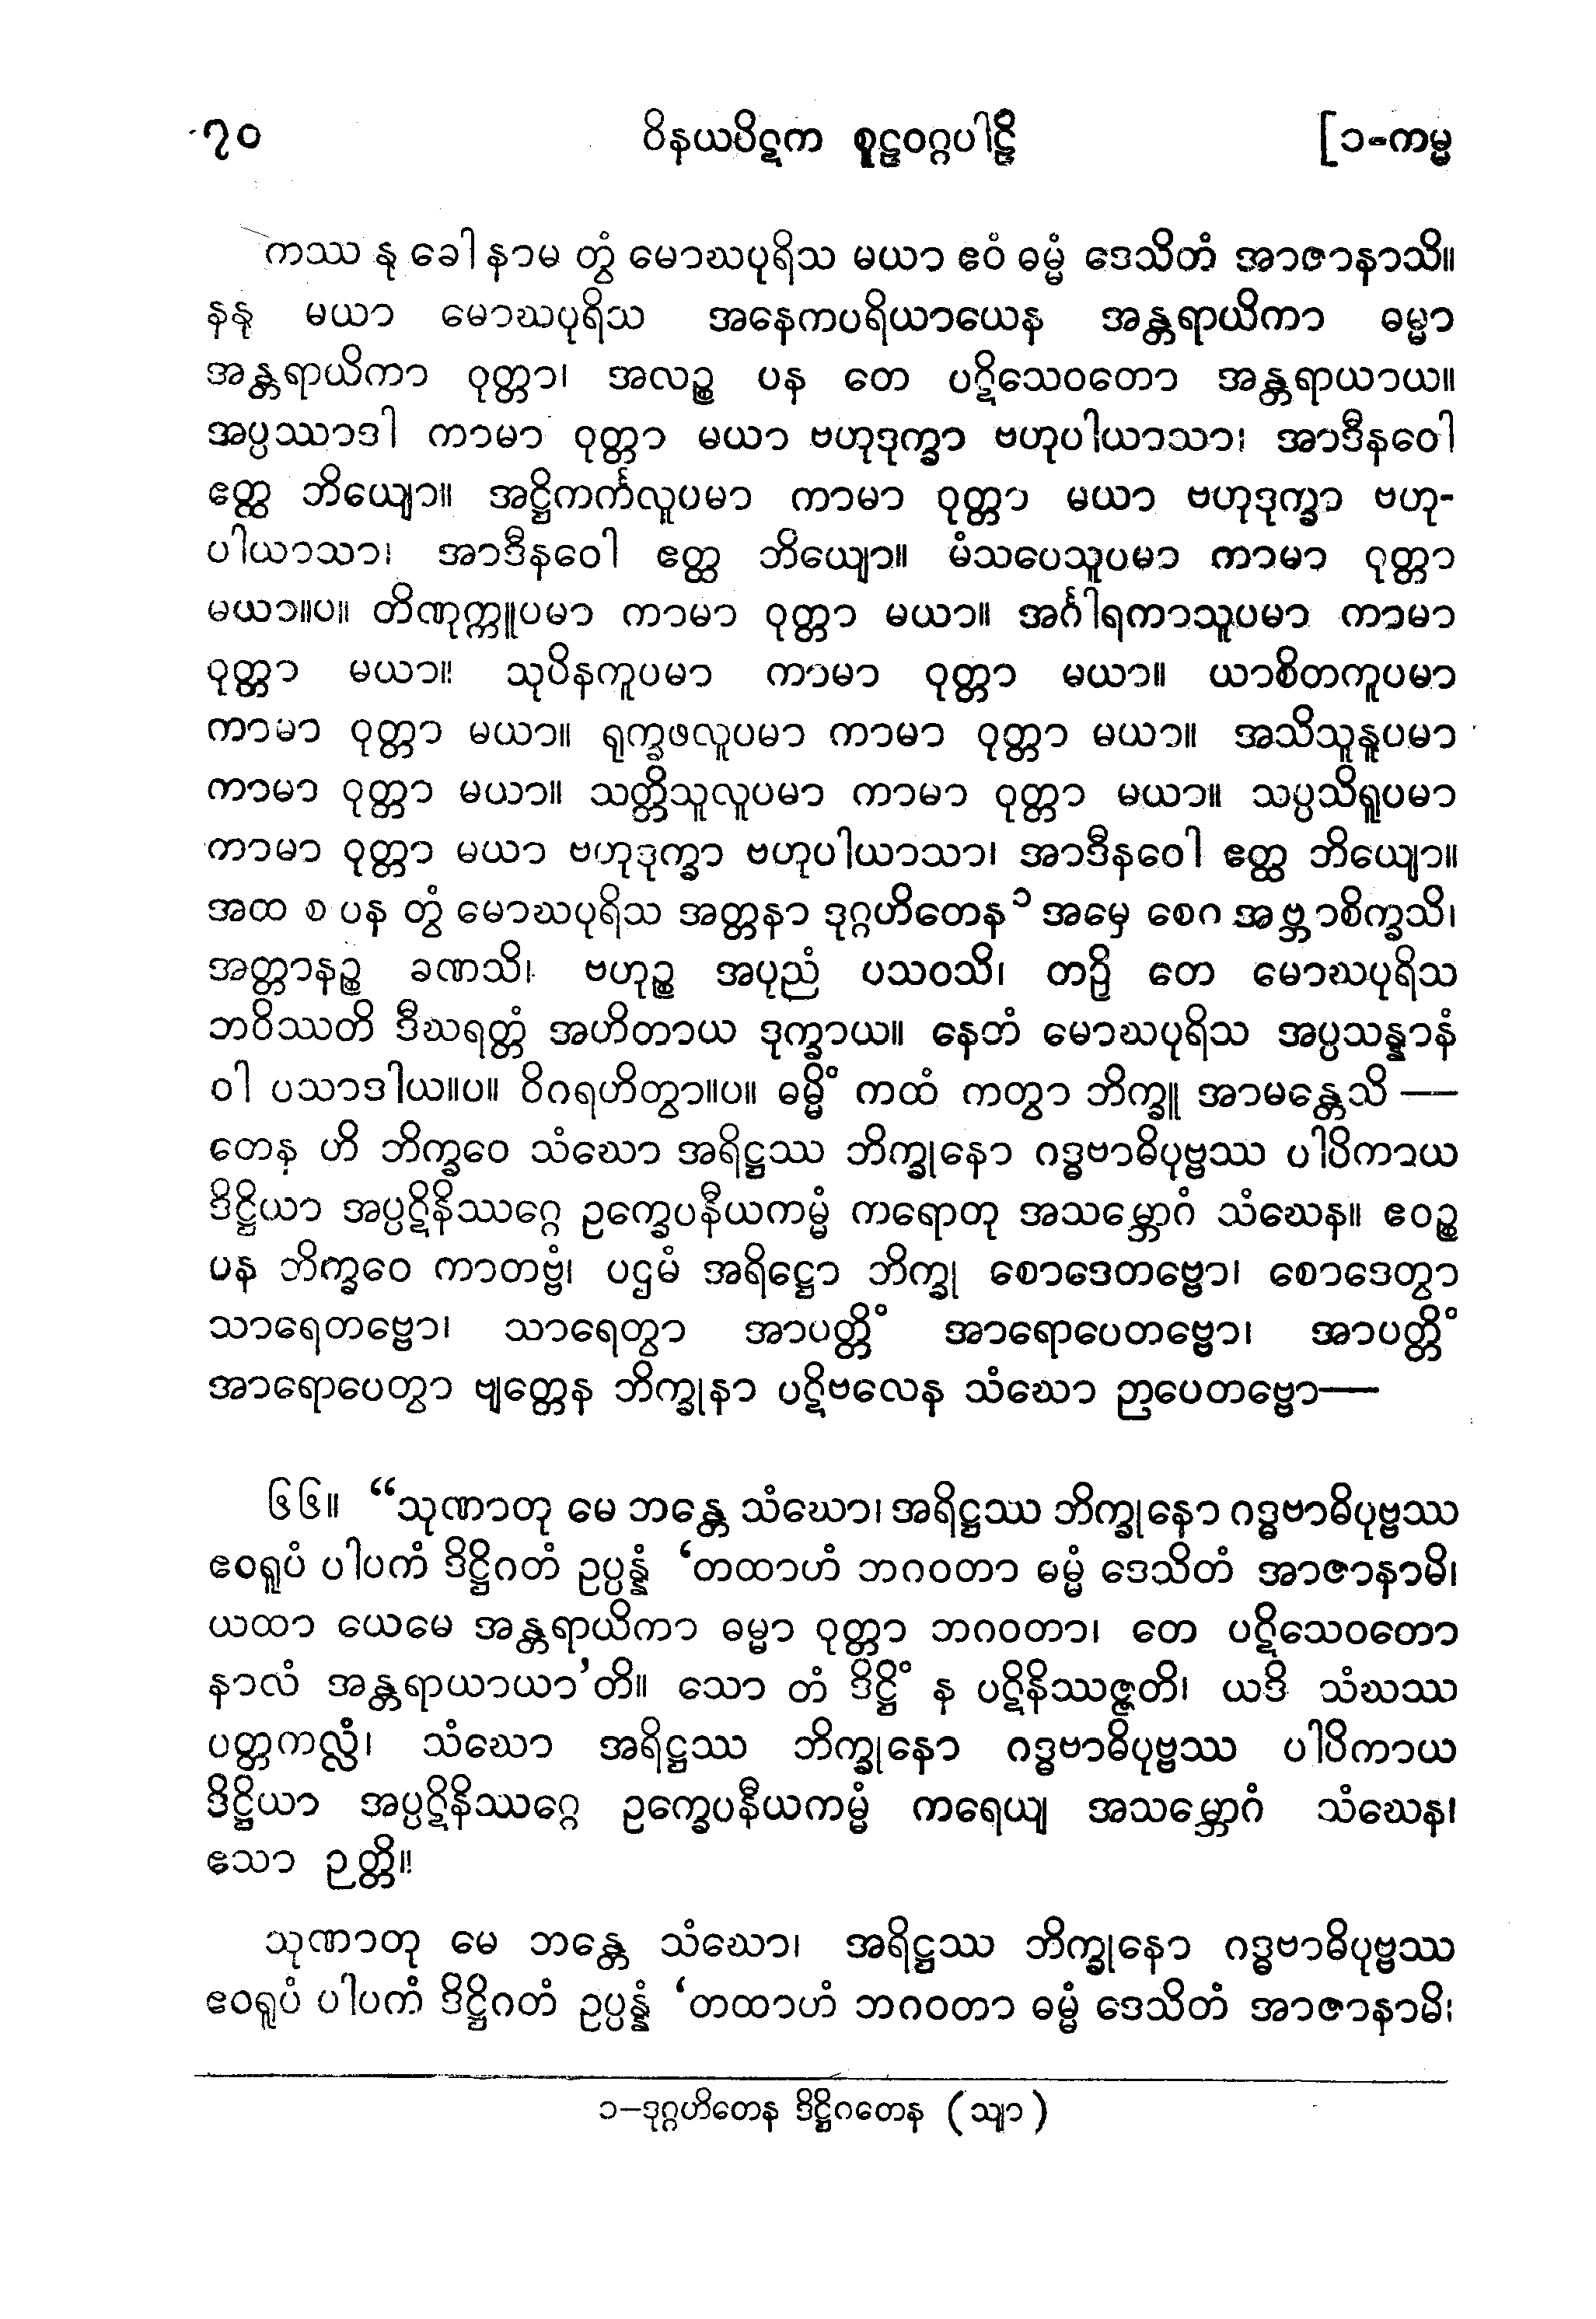 ၇၀ ဝိနယပိဋက စူဠဝဂ္ဂပါဠိ [၁-ကမ္မ
ကဿ နု ခေါ နာမ တွံ မောဃပုရိသ မယာ ဧဝံ ဓမ္မံ ဒေသိတံ အာဇာနာသိ။
နနု မယာ မောဃပုရိသ အနေကပရိယာယေန အန္တရာယိကာ ဓမ္မာ
အန္တရာယိကာ ဝုတ္တာ၊ အလဉ္စ ပန တေ ပဋိသေဝတော အန္တရာယာယ။
အပ္ပဿာဒါ ကာမာ ဝုတ္တာ မယာ ဗဟုဒုက္ခာ ဗဟုပါယာသာ၊ အာဒီနဝေါ
ဧတ္ထ ဘိယျော။ အဋ္ဌိကင်္ကလူပမာ ကာမာ ဝုတ္တာ မယာ ဗဟုဒုက္ခာ ဗဟု-
ပါယာသာ၊ အာဒီနဝေါ ဧတ္ထ ဘိယျော။ မံသပေသူပမာ ကာမာ ဝုတ္တာ
မယာ။ပ။ တိဏုက္ကူပမာ ကာမာ ဝုတ္တာ မယာ။ အင်္ဂါရကာသူပမာ ကာမာ
ဝုတ္တာ မယာ။ သုပိနကူပမာ ကာမာ ဝုတ္တာ မယာ။ ယာစိတကူပမာ
ကာမာ ဝုတ္တာ မယာ။ ရုက္ခဖလူပမာ ကာမာ ဝုတ္တာ မယာ။ အသိသူနူပမာ
ကာမာ ဝုတ္တာ မယာ။ သတ္တိသူလူပမာ ကာမာ ဝုတ္တာ မယာ။ သပ္ပသိရူပမာ
ကာမာ ဝုတ္တာ မယာ ဗဟုဒုက္ခာ ဗဟုပါယာသာ၊ အာဒီနဝေါ ဧတ္ထ ဘိယျော။
အထ စ ပန တွံ မောဃပုရိသ အတ္တနာ ဒုဂ္ဂဟိတေန ၁ အမှေ စေဂ အဗ္ဘာစိက္ခသိ၊
အတ္တာနဉ္စ ခဏသိ၊ ဗဟုဉ္စ အပုညံ ပသဝသိ၊ တဉှိ တေ မောဃပုရိသ
ဘဝိဿတိ ဒီဃရတ္တံ အဟိတာယ ဒုက္ခာယ။ နေတံ မောဃပုရိသ အပ္ပသန္နာနံ
ဝါ ပသာဒါယ။ပ။ ဝိဂရဟိတွာ။ပ။ ဓမ္မိံ ကထံ ကတွာ ဘိက္ခူ အာမန္တေသိ —
တေန ဟိ ဘိက္ခဝေ သံဃော အရိဋ္ဌဿ ဘိက္ခုနော ဂဒ္ဓဗာဓိပုဗ္ဗဿ ပါပိကာယ
ဒိဋ္ဌိယာ အပ္ပဋိနိဿဂ္ဂေ ဥက္ခေပနီယကမ္မံ ကရောတု အသမ္ဘောဂံ သံဃေန။ ဧဝဉ္စ
ပန ဘိက္ခဝေ ကာတဗ္ဗံ၊ ပဌမံ အရိဋ္ဌော ဘိက္ခု စောဒေတဗ္ဗော၊ စောဒေတွာ
သာရေတဗ္ဗော၊ သာရေတွာ အာပတ္တိံ အာရောပေတဗ္ဗော၊ အာပတ္တိံ
အာရောပေတွာ ဗျတ္တေန ဘိက္ခုနာ ပဋိဗလေန သံဃော ဉာပေတဗ္ဗော—
၆၆။ “သုဏာတု မေ ဘန္တေ သံဃော၊ အရိဋ္ဌဿ ဘိက္ခုနော ဂဒ္ဓဗာဓိပုဗ္ဗဿ
ဧဝရူပံ ပါပကံ ဒိဋ္ဌိဂတံ ဥပ္ပန္နံ ‘တထာဟံ ဘဂဝတာ ဓမ္မံ ဒေသိတံ အာဇာနာမိ၊
ယထာ ယေမေ အန္တရာယိကာ ဓမ္မာ ဝုတ္တာ ဘဂဝတာ၊ တေ ပဋိသေဝတော
နာလံ အန္တရာယာယာ’တိ။ သော တံ ဒိဋ္ဌိံ န ပဋိနိဿဇ္ဇတိ၊ ယဒိ သံဃဿ
ပတ္တကလ္လံ၊ သံဃော အရိဋ္ဌဿ ဘိက္ခုနော ဂဒ္ဓဗာဓိပုဗ္ဗဿ ပါပိကာယ
ဒိဋ္ဌိယာ အပ္ပဋိနိဿဂ္ဂေ ဥက္ခေပနီယကမ္မံ ကရေယျ အသမ္ဘောဂံ သံဃေန၊
ဧသာ ဉတ္တိ။
သုဏာတု မေ ဘန္တေ သံဃော၊ အရိဋ္ဌဿ ဘိက္ခုနော ဂဒ္ဓဗာဓိပုဗ္ဗဿ
ဧဝရူပံ ပါပကံ ဒိဋ္ဌိဂတံ ဥပ္ပန္နံ ‘တထာဟံ ဘဂဝတာ ဓမ္မံ ဒေသိတံ အာဇာနာမိ၊
၁—ဒုဂ္ဂဟိတေန ဒိဋ္ဌိဂတေန (သျာ)